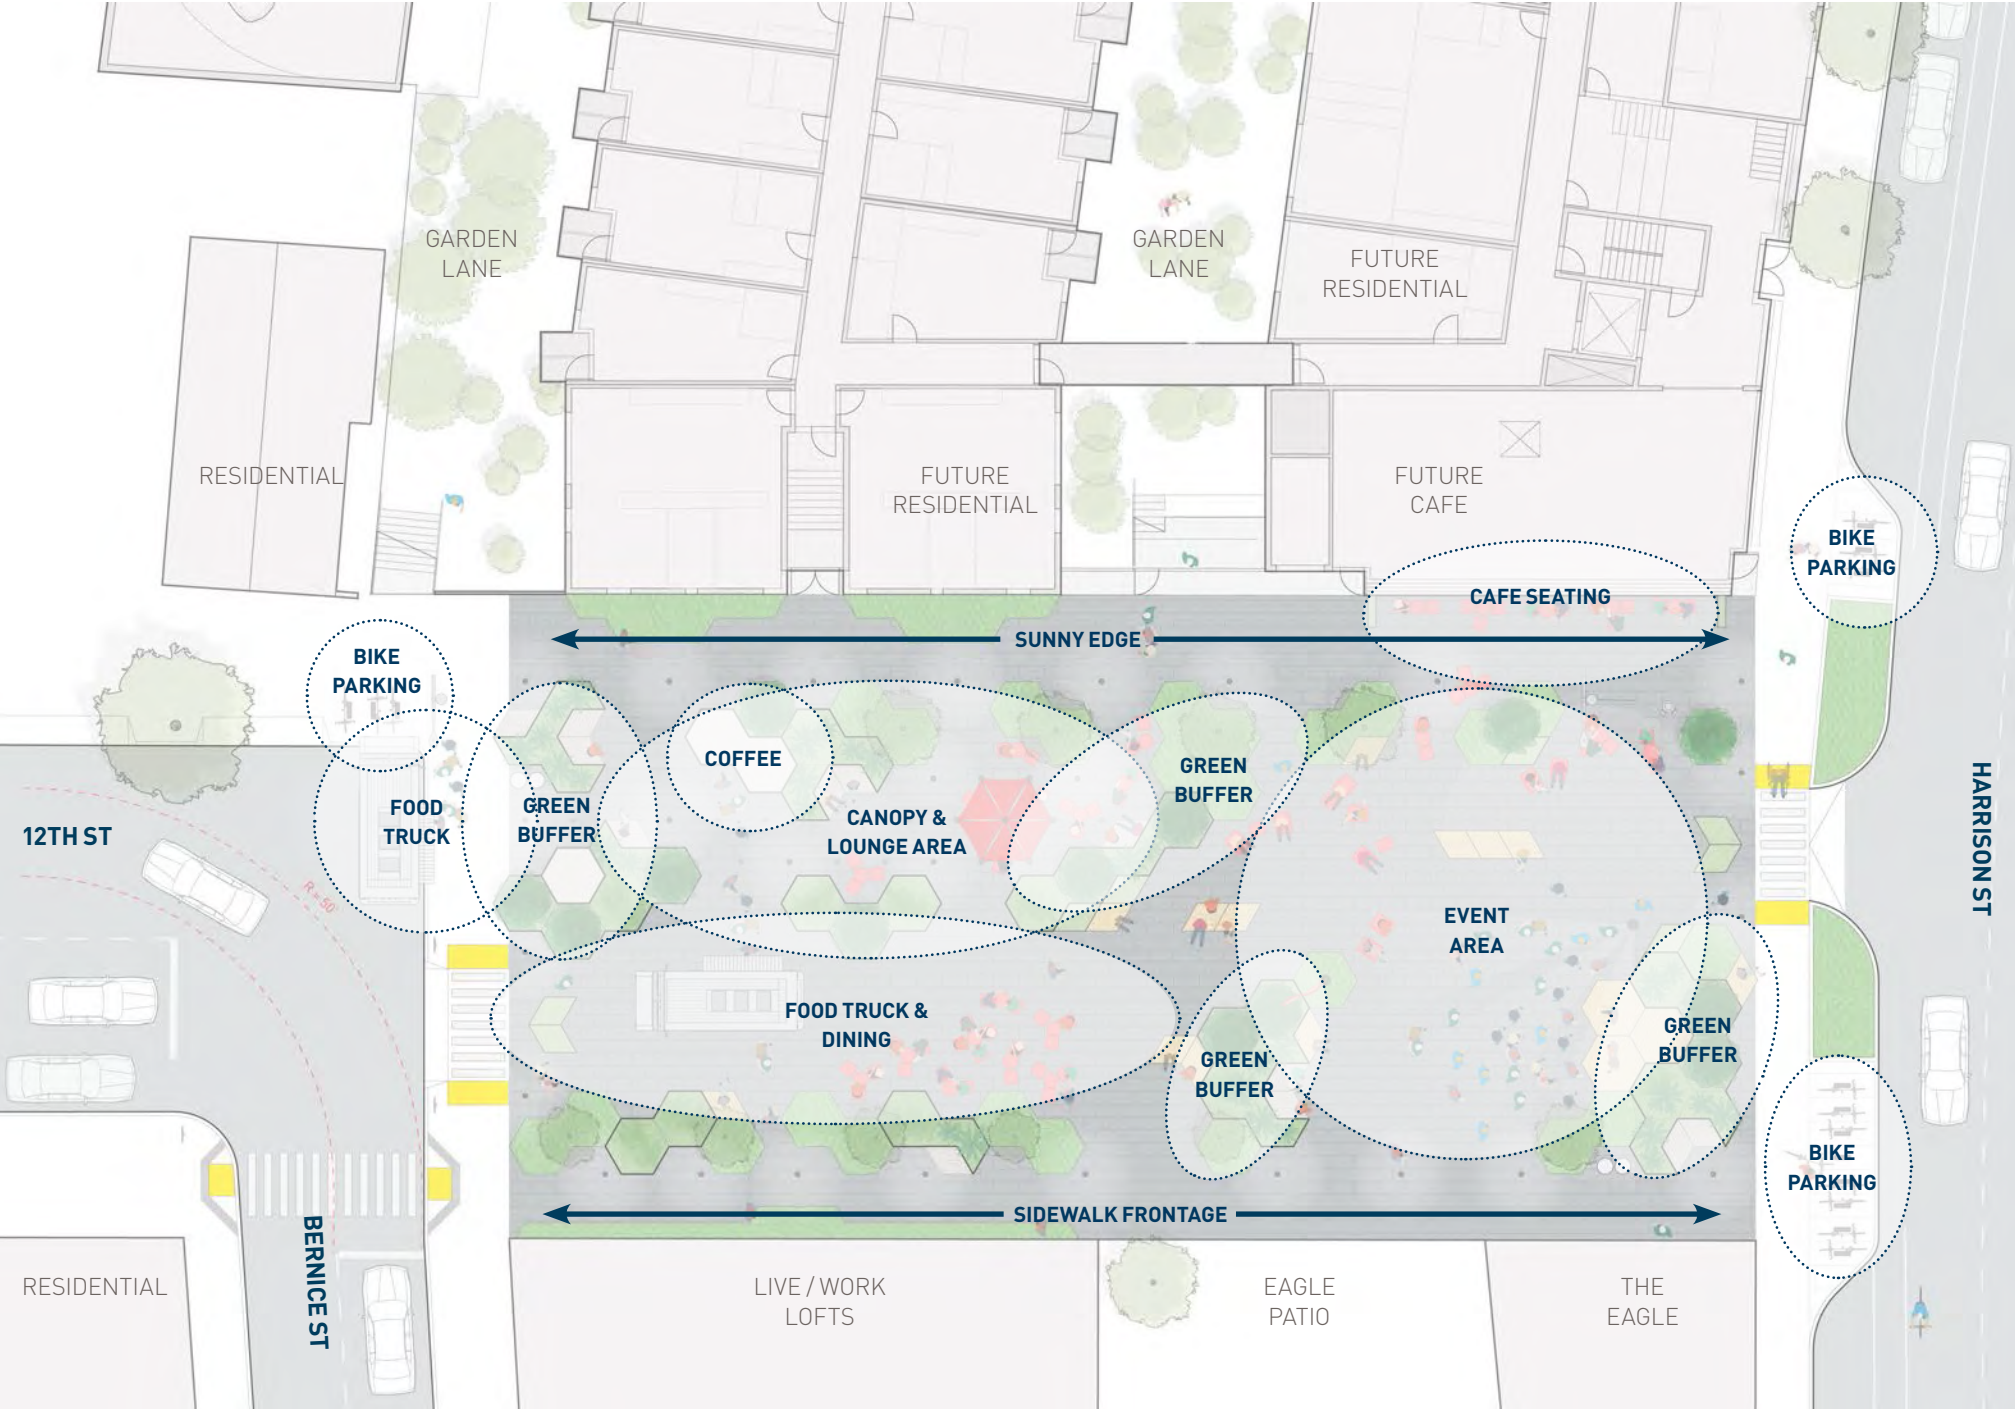 GARDEN
LANE
GARDEN
LANE
FUTURE
RESIDENTIAL
RESIDENTIAL
FUTURE
RESIDENTIAL
FUTURE
CAFE
BIKE
PARKING
CAFE SEATING
SUNNY EDGE
BIKE
PARKING
COFFEE
GREEN
BUFFER
FOOD
TRUCK
GREEN
BUFFER
CANOPY &
LOUNGE AREA
12TH ST
HARRISON ST
R = 50'
EVENT
AREA
FOOD TRUCK &
DINING
GREEN
BUFFER
GREEN
BUFFER
BIKE
PARKING
SIDEWALK FRONTAGE
BERNICE ST
RESIDENTIAL
LIVE / WORK
LOFTS
EAGLE
PATIO
THE
EAGLE